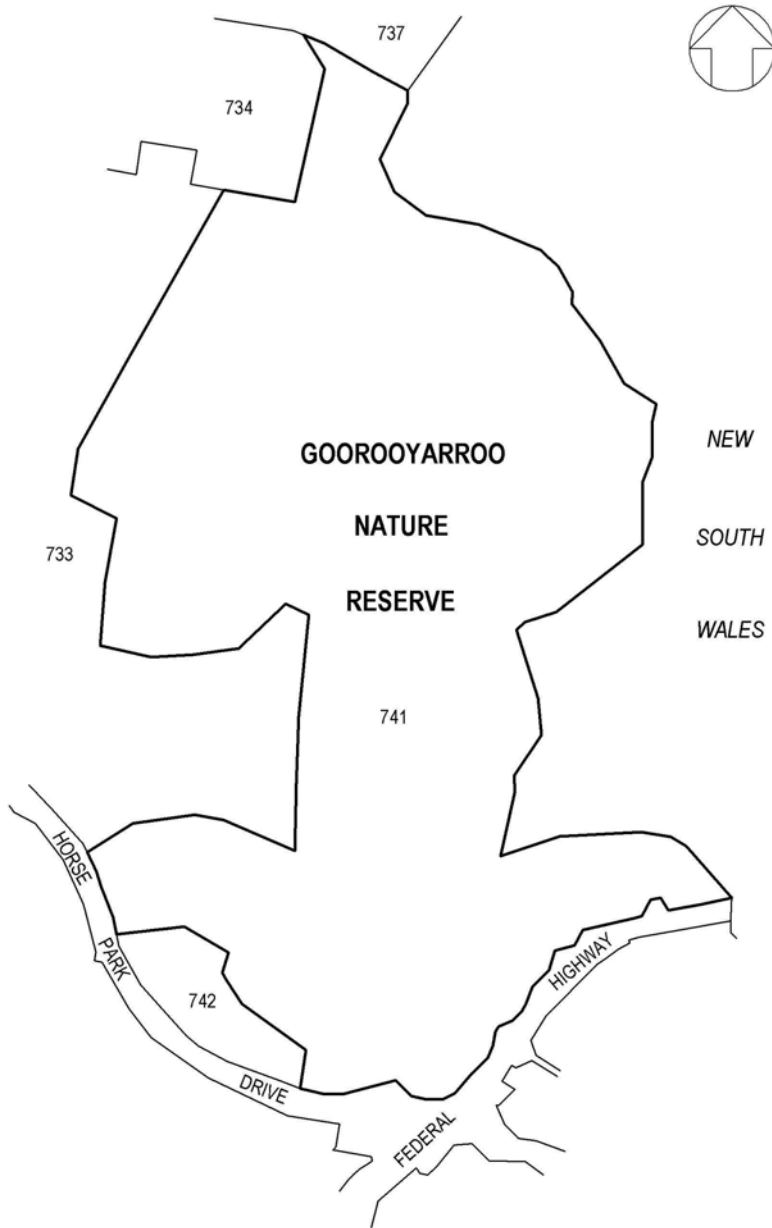 737
734
GOOROOYARROO
NEW
NATURE
SOUTH
733
RESERVE
WALES
741
HORSE
PARK
HIGHWAY
742
DRIVE
FEDERAL